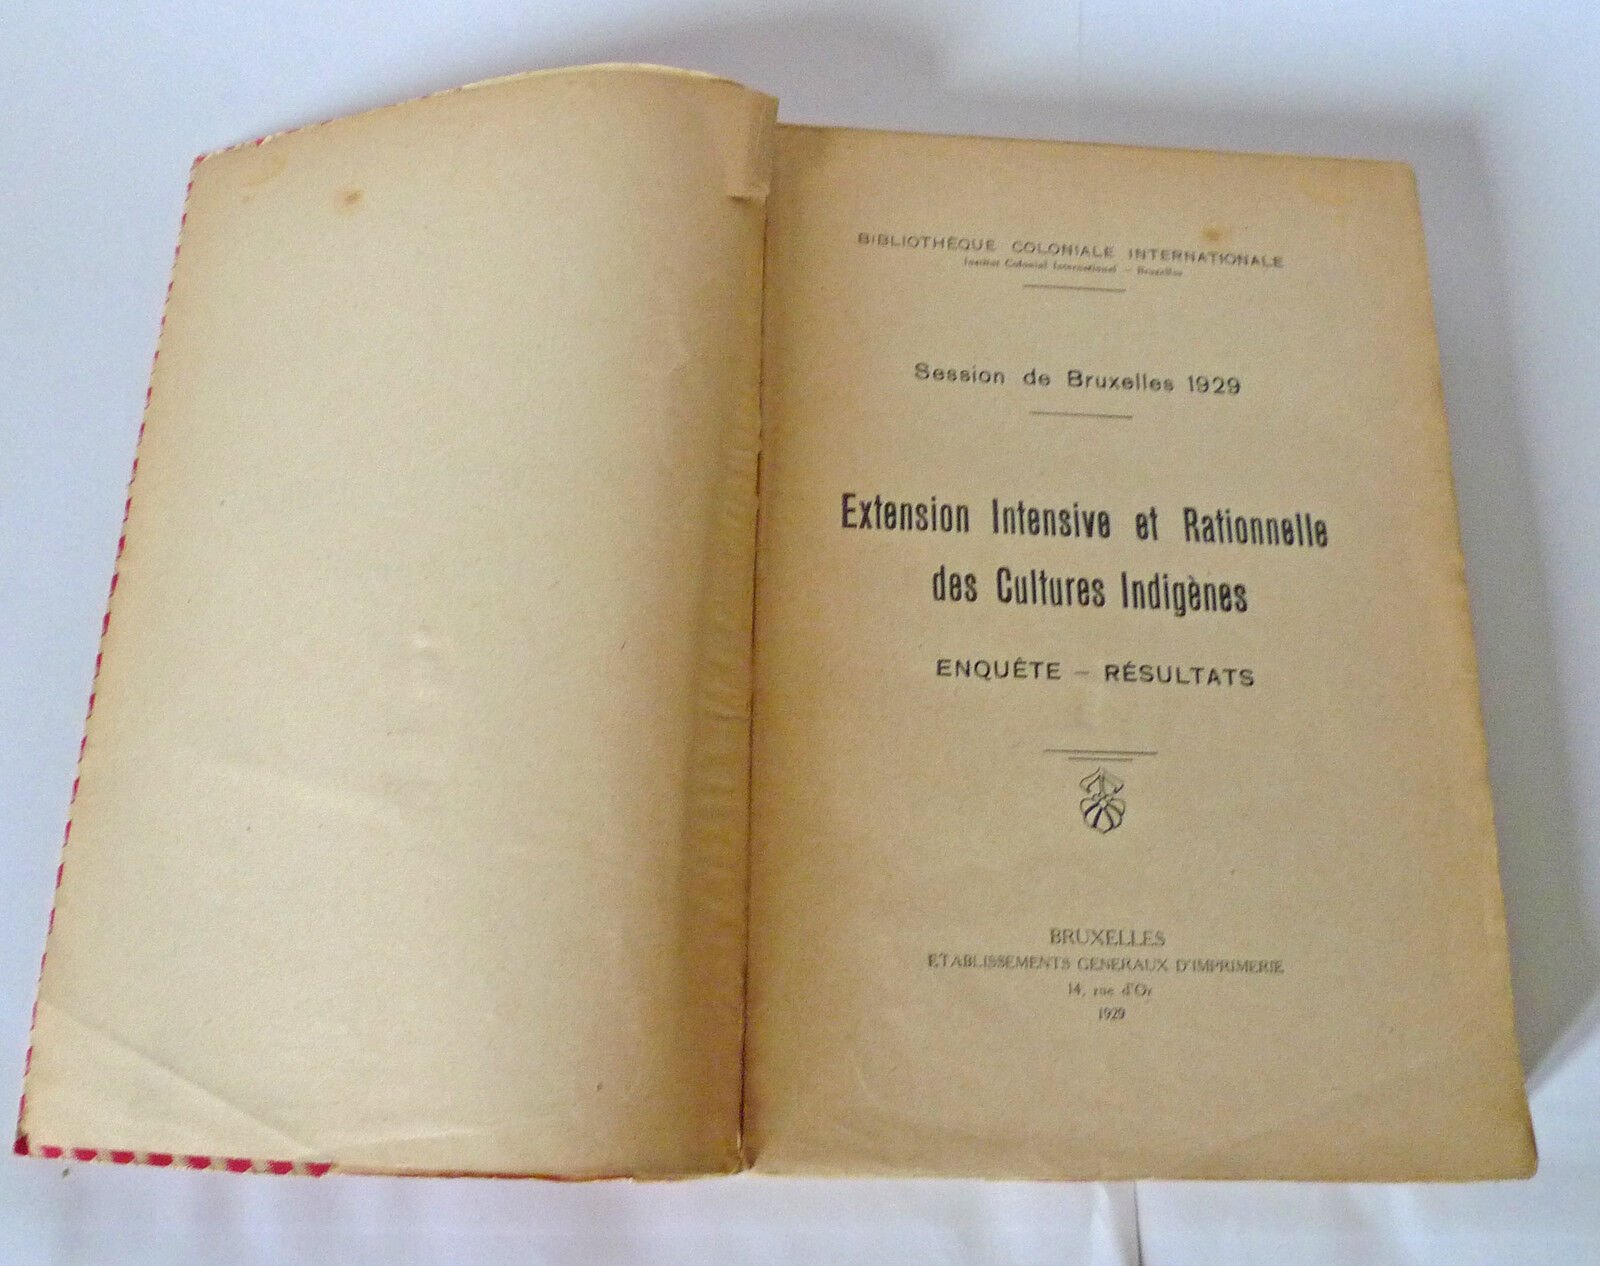 BIBLIOTHÈQUE COLONIALE INTERNATIONALE
Institut Colonial International — Bruxelles
Session de Bruxelles 1929
Extension Intensive et Rationnelle
des Cultures Indigènes
ENQUÊTE — RÉSULTATS
BRUXELLES
ETABLISSEMENTS GENERAUX D'IMPRIMERIE
14, rue d'Or
1929